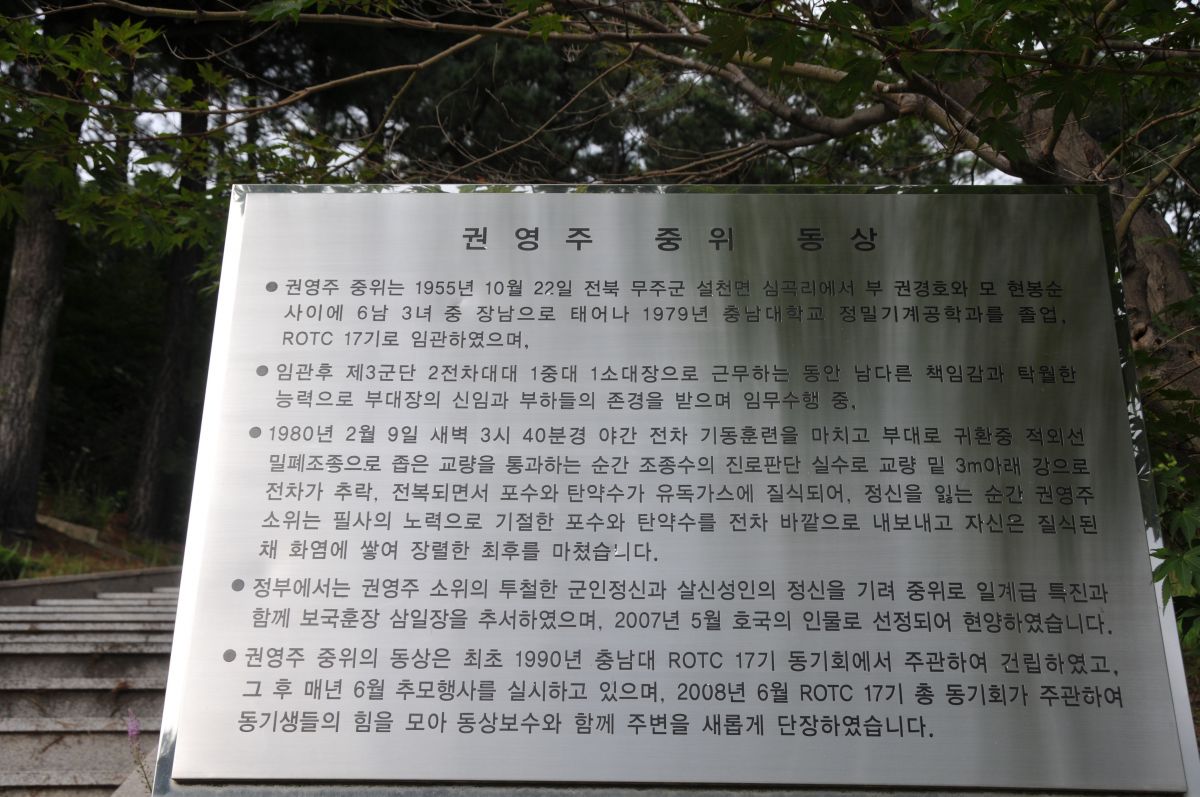 권영주 중위 동상
● 권영주 중위는 1955년 10월 22일 전북 무주군 설천면 심곡리에서 부 권경호와 모 현봉순
사이에 6남 3녀 중 장남으로 태어나 1979년 충남대학교 정밀기계공학과를 졸업,
ROTC 17기로 임관하였으며,
● 임관후 제3군단 2전차대대 1중대 1소대장으로 근무하는 동안 남다른 책임감과 탁월한
능력으로 부대장의 신임과 부하들의 존경을 받으며 임무수행 중,
● 1980년 2월 9일 새벽 3시 40분경 야간 전차 기동훈련을 마치고 부대로 귀환중 적외선
밀폐조종으로 좁은 교량을 통과하는 순간 조종수의 진로판단 실수로 교량 밑 3m아래 강으로
전차가 추락, 전복되면서 포수와 탄약수가 유독가스에 질식되어, 정신을 잃는 순간 권영주
소위는 필사의 노력으로 기절한 포수와 탄약수를 전차 바깥으로 내보내고 자신은 질식된
채 화염에 쌓여 장렬한 최후를 마쳤습니다.
● 정부에서는 권영주 소위의 투철한 군인정신과 살신성인의 정신을 기려 중위로 일계급 특진과
함께 보국훈장 삼일장을 추서하였으며, 2007년 5월 호국의 인물로 선정되어 현양하였습니다.
● 권영주 중위의 동상은 최초 1990년 충남대 ROTC 17기 동기회에서 주관하여 건립하였고,
그 후 매년 6월 추모행사를 실시하고 있으며, 2008년 6월 ROTC 17기 총 동기회가 주관하여
동기생들의 힘을 모아 동상보수와 함께 주변을 새롭게 단장하였습니다.